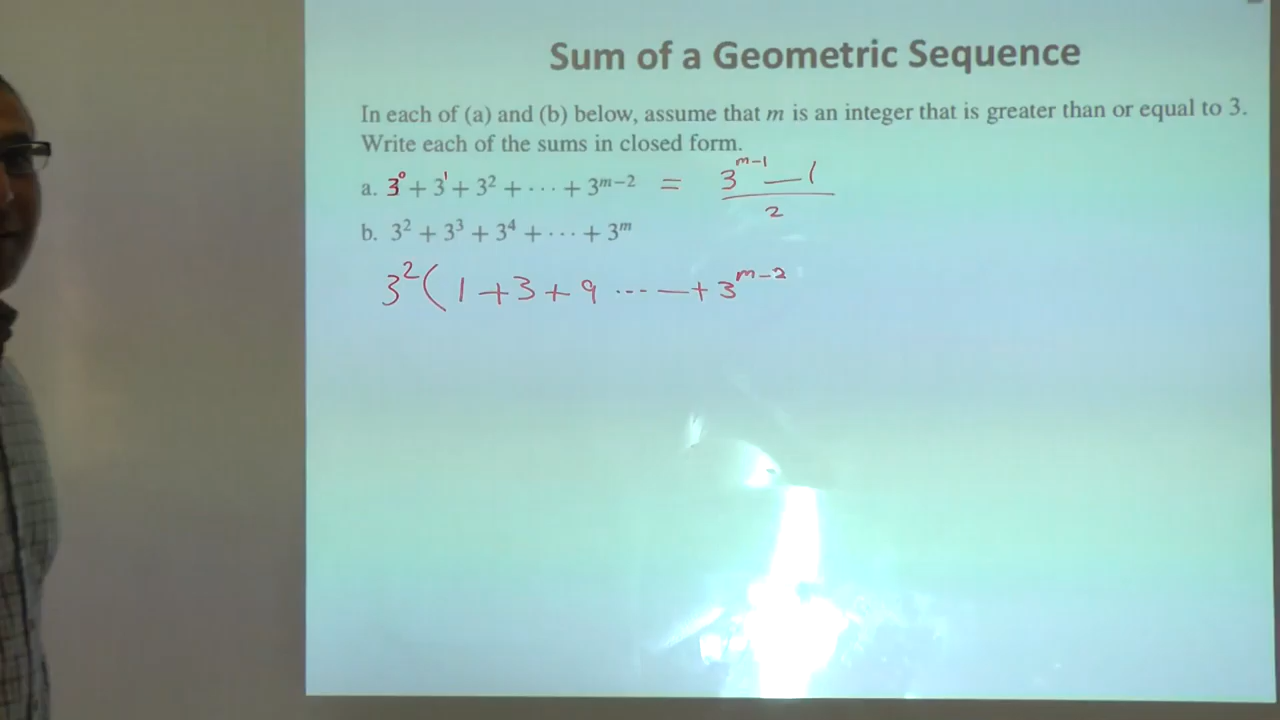 Sum of a Geometric Sequence
In each of (a) and (b) below, assume that m is an integer that is greater than or equal to 3.
Write each of the sums in closed form.
a. 3⁰ + 3¹ + 3² + · · · + 3ᵐ⁻² = (3ᵐ⁻¹ — 1) / 2
b. 3² + 3³ + 3⁴ + · · · + 3ᵐ
3² ( 1 + 3 + 9 ---- — + 3ᵐ⁻²